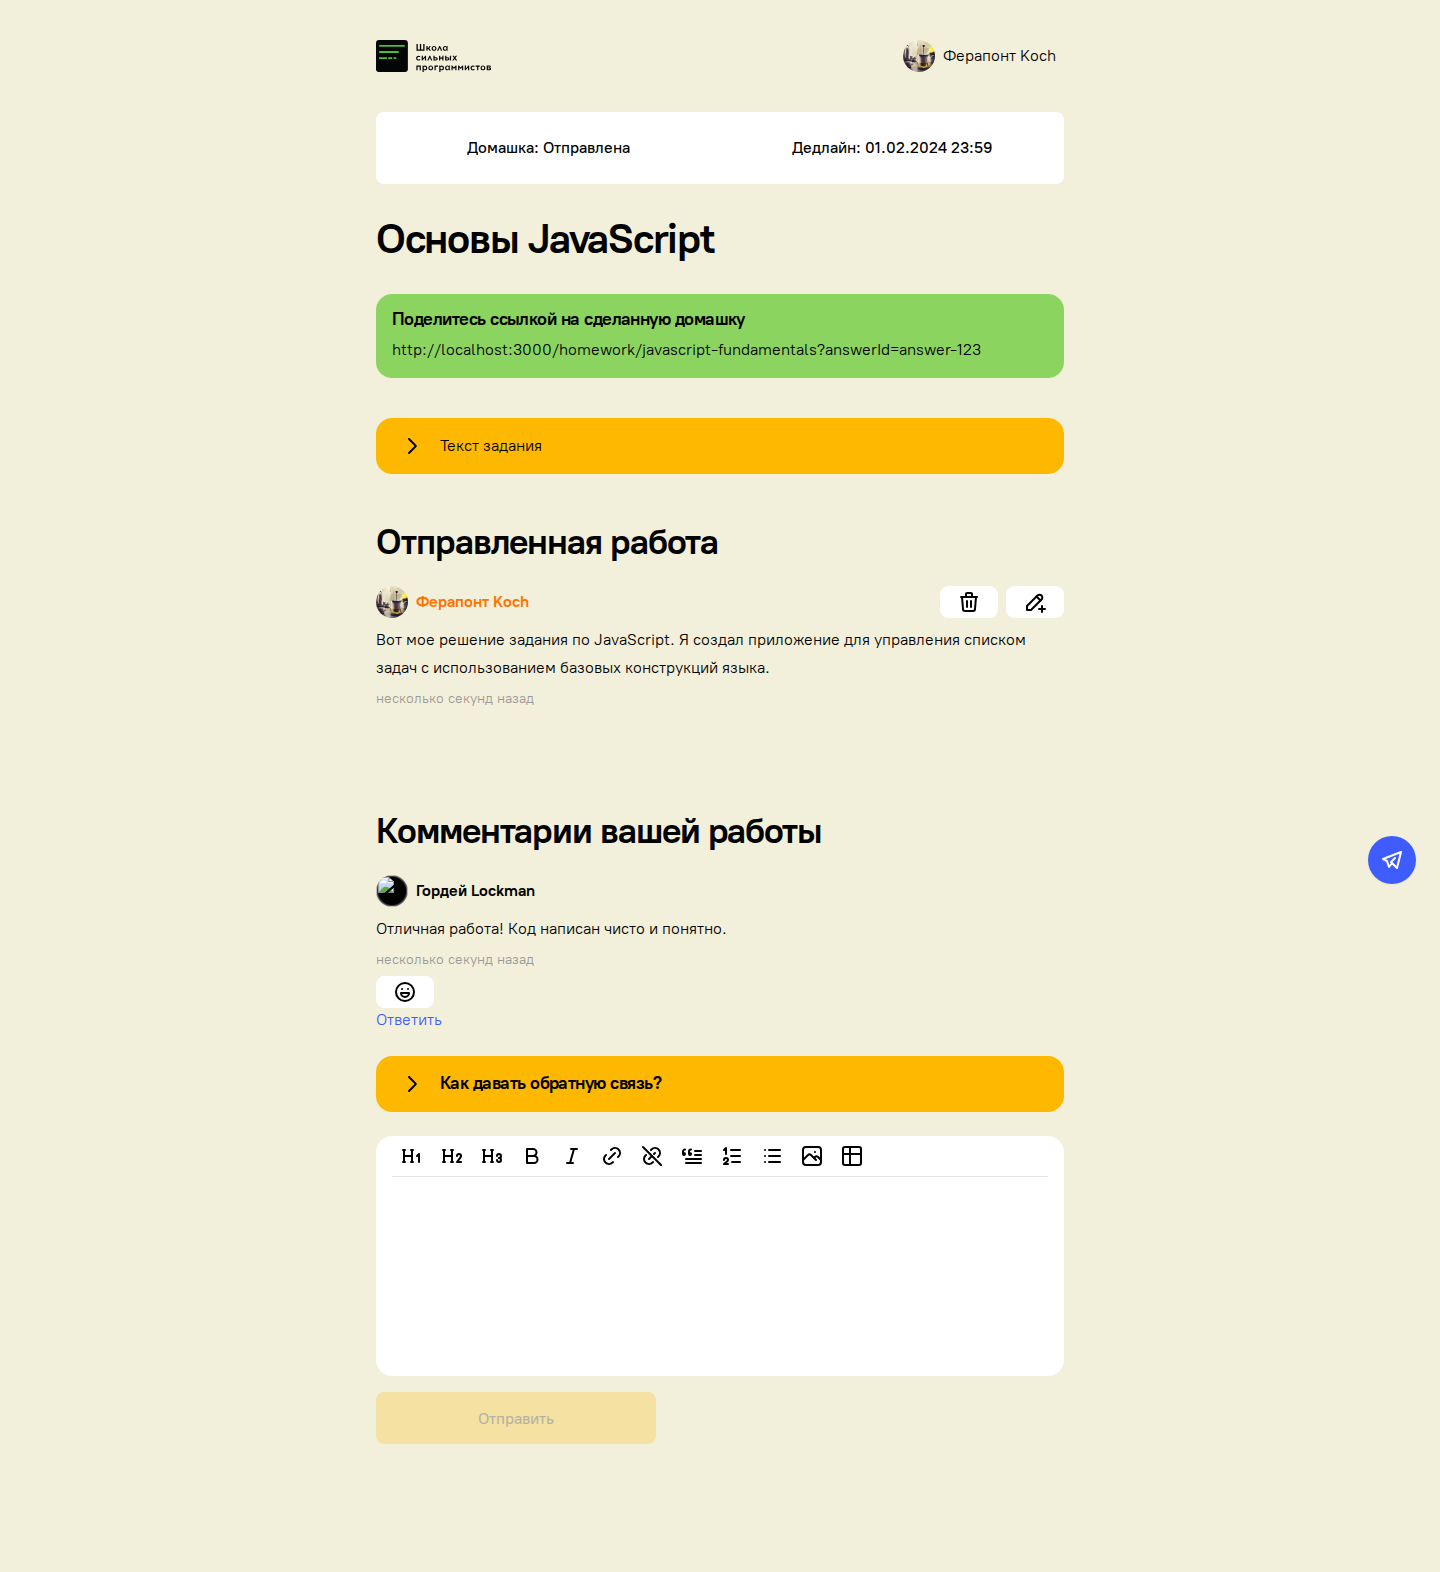 Школа
сильных
программистов
Ферапонт Koch
Домашка: Отправлена
Дедлайн: 01.02.2024 23:59
Основы JavaScript
Поделитесь ссылкой на сделанную домашку
http://localhost:3000/homework/javascript-fundamentals?answerId=answer-123
Текст задания
Отправленная работа
Ферапонт Koch
Вот мое решение задания по JavaScript. Я создал приложение для управления списком
задач с использованием базовых конструкций языка.
несколько секунд назад
Комментарии вашей работы
Гордей Lockman
Отличная работа! Код написан чисто и понятно.
несколько секунд назад
Ответить
Как давать обратную связь?
H1 H2 H3 B I
Отправить